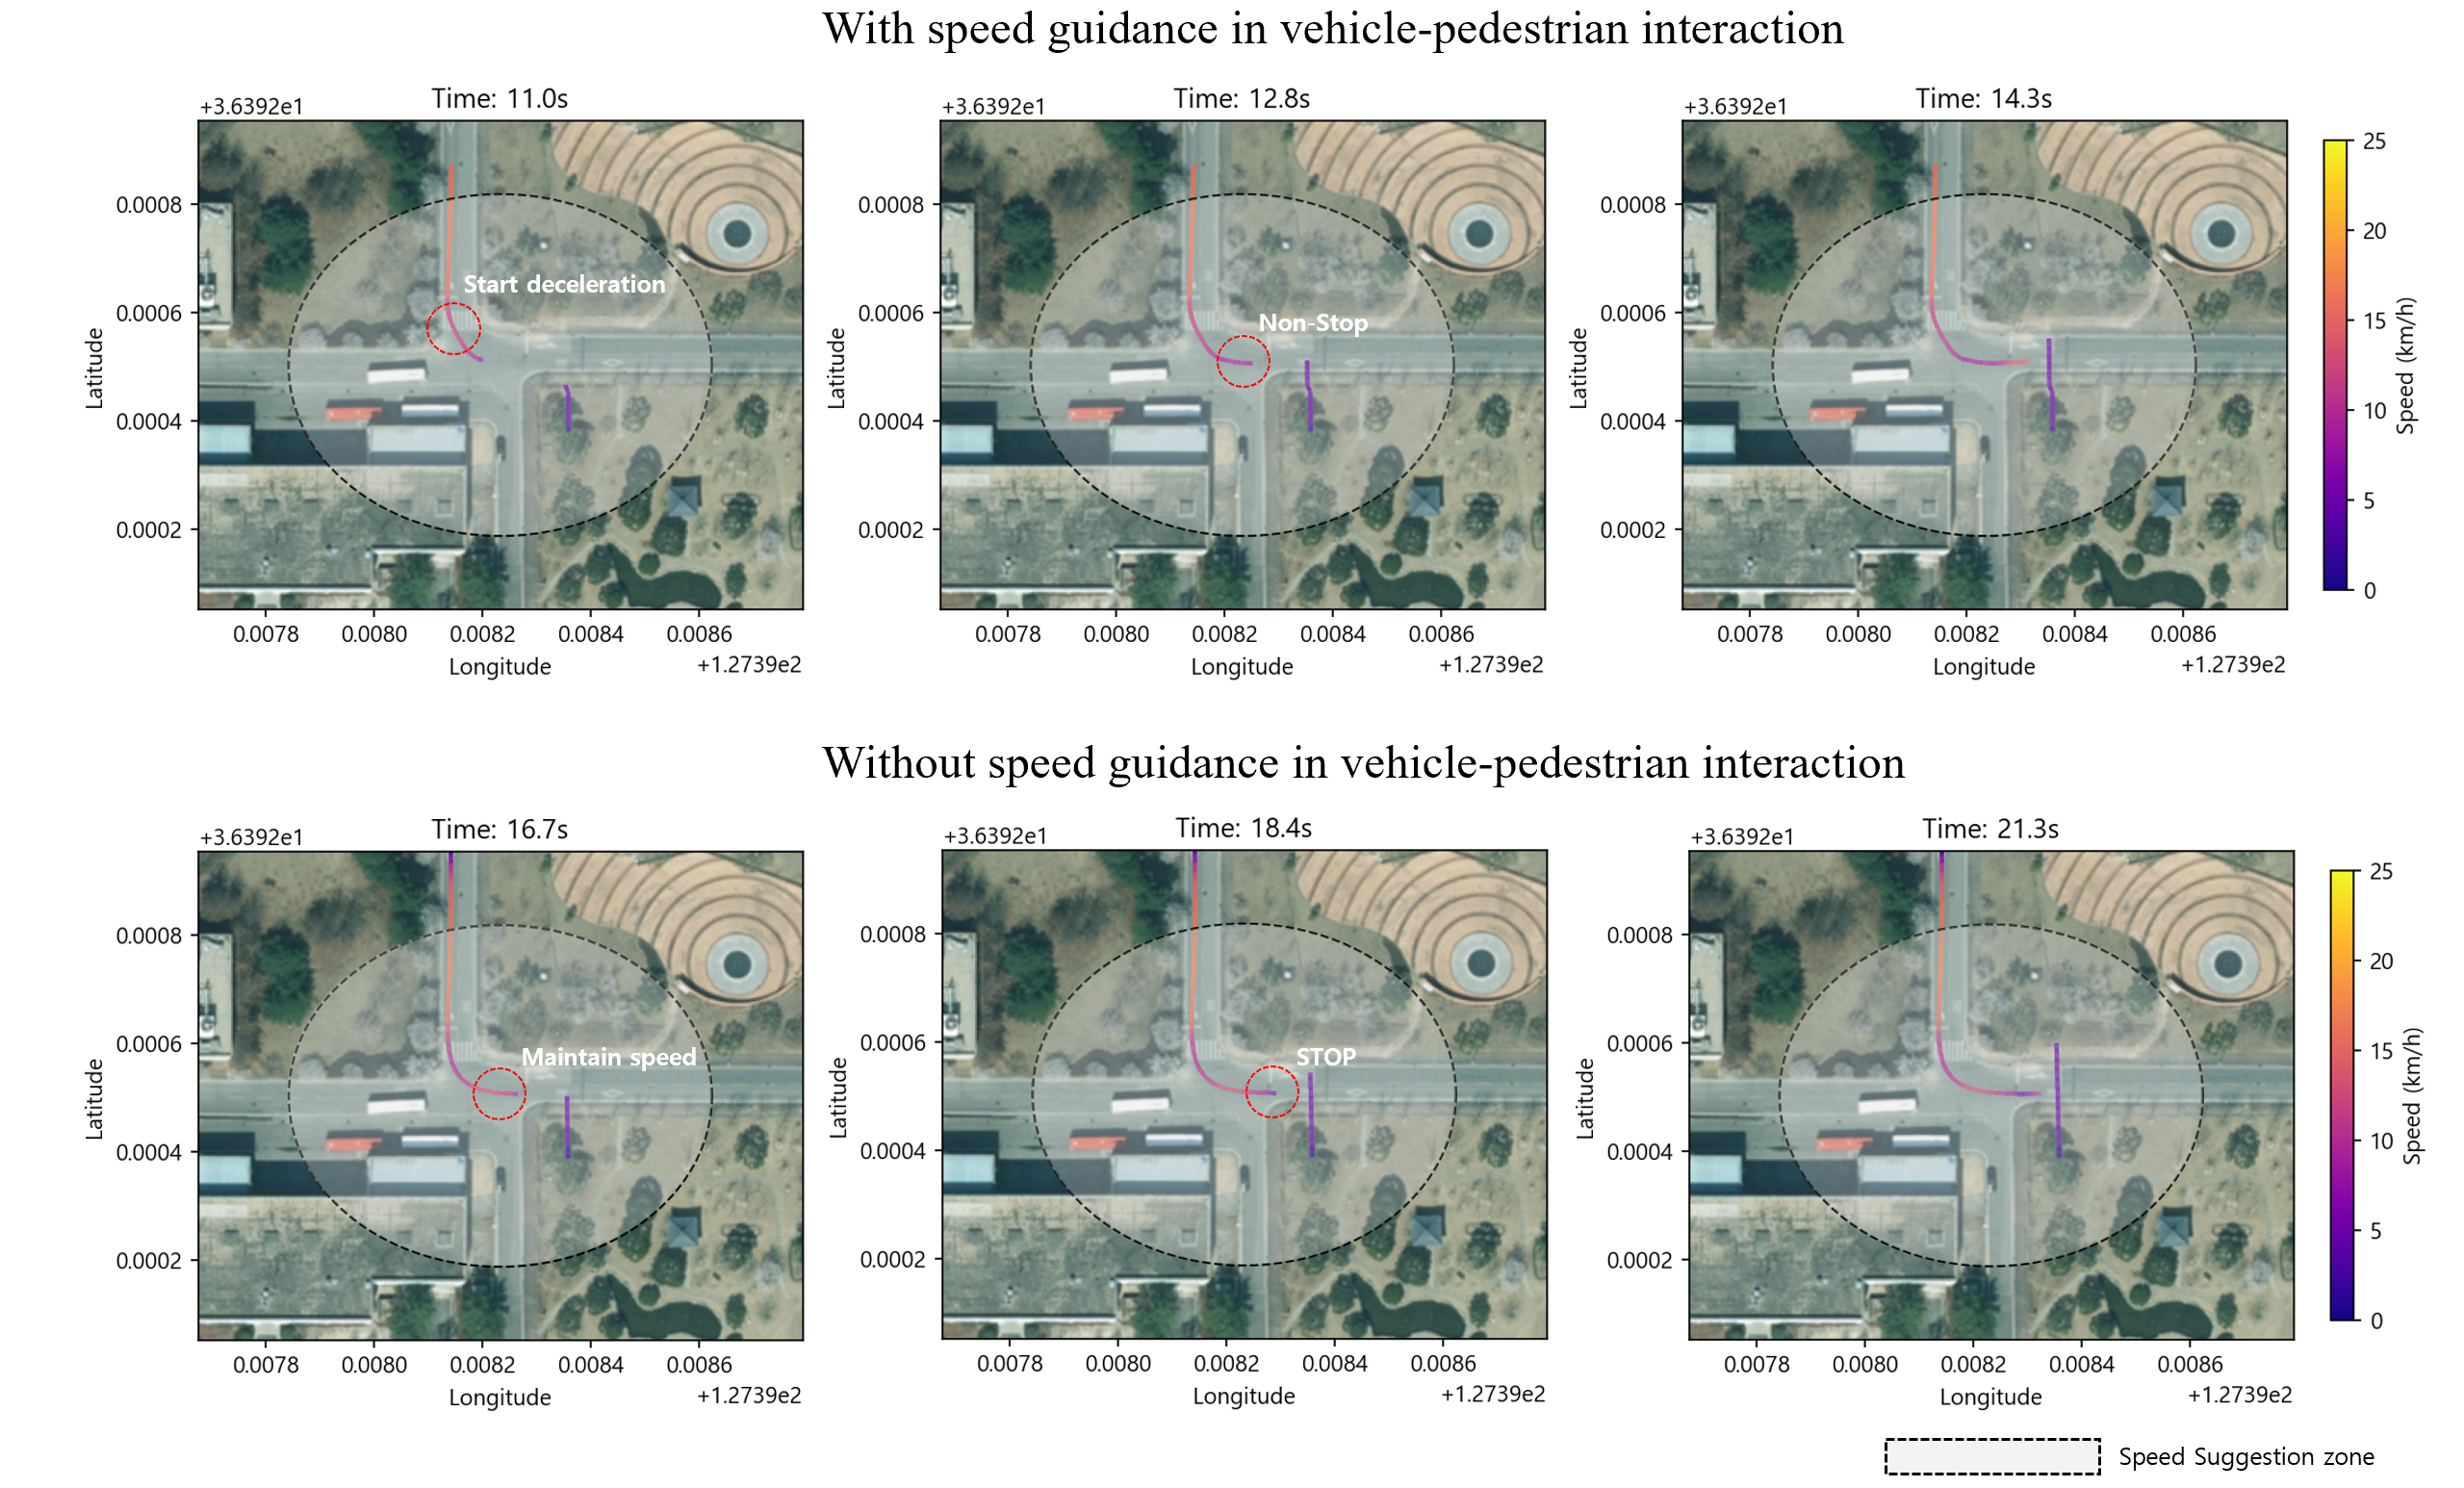 With speed guidance in vehicle-pedestrian interaction
Time: 11.0s
+3.6392e1
Start deceleration
0.0008
0.0006
0.0004
0.0002
Latitude
0.0078 0.0080 0.0082 0.0084 0.0086
Longitude
+1.2739e2
Time: 12.8s
+3.6392e1
Non-Stop
0.0008
0.0006
0.0004
0.0002
Latitude
0.0078 0.0080 0.0082 0.0084 0.0086
Longitude
+1.2739e2
Time: 14.3s
+3.6392e1
0.0008
0.0006
0.0004
0.0002
Latitude
0.0078 0.0080 0.0082 0.0084 0.0086
Longitude
+1.2739e2
25
20
15
10
5
0
Speed (km/h)
Without speed guidance in vehicle-pedestrian interaction
Time: 16.7s
+3.6392e1
Maintain speed
0.0008
0.0006
0.0004
0.0002
Latitude
0.0078 0.0080 0.0082 0.0084 0.0086
Longitude
+1.2739e2
Time: 18.4s
+3.6392e1
STOP
0.0008
0.0006
0.0004
0.0002
Latitude
0.0078 0.0080 0.0082 0.0084 0.0086
Longitude
+1.2739e2
Time: 21.3s
+3.6392e1
0.0008
0.0006
0.0004
0.0002
Latitude
0.0078 0.0080 0.0082 0.0084 0.0086
Longitude
+1.2739e2
25
20
15
10
5
0
Speed (km/h)
Speed Suggestion zone